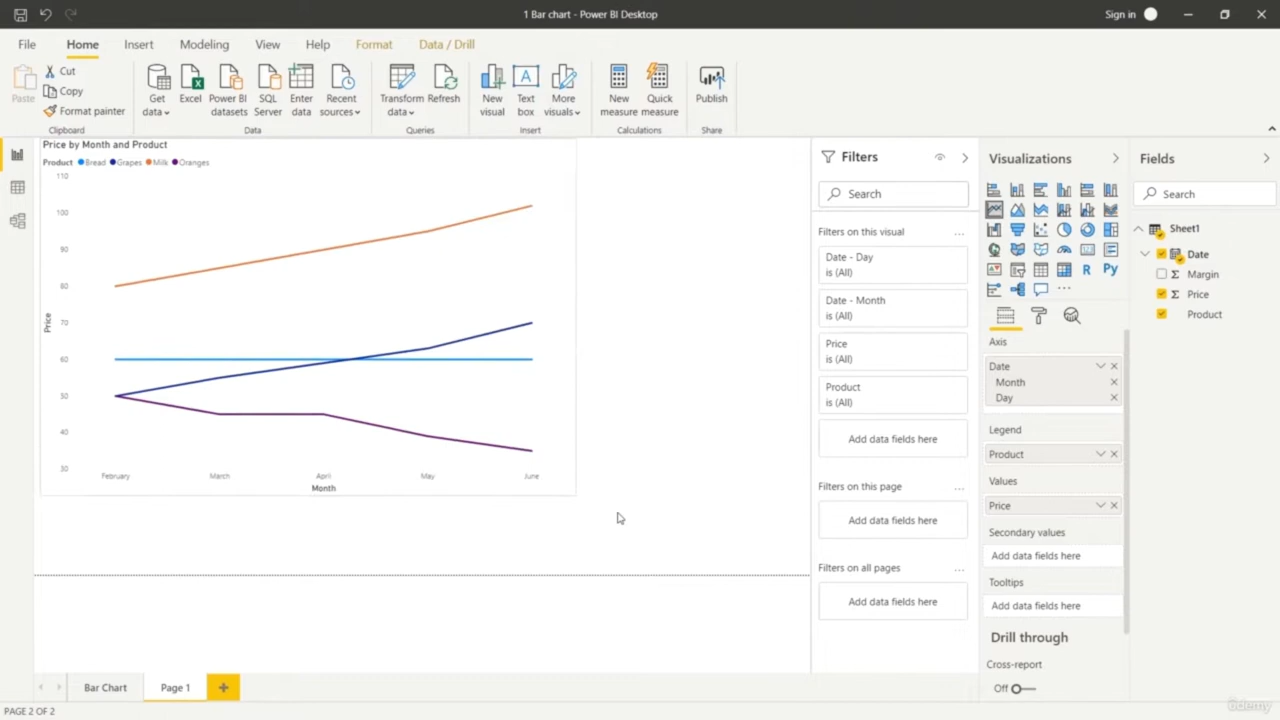 1 Bar chart - Power BI Desktop
Sign in
File Home Insert Modeling View Help Format Data / Drill
Paste
Cut
Copy
Format painter
Clipboard
Get data
Excel
Power BI datasets
SQL Server
Enter data
Recent sources
Data
Transform data
Refresh
Queries
New visual
Text box
More visuals
Insert
New measure
Quick measure
Calculations
Publish
Share
Price by Month and Product
Product Bread Grapes Milk Oranges
110
100
90
80
70
60
50
40
30
Price
February March April May June
Month
Filters
Search
Filters on this visual
Date - Day
is (All)
Date - Month
is (All)
Price
is (All)
Product
is (All)
Add data fields here
Filters on this page
Add data fields here
Filters on all pages
Add data fields here
Visualizations
R Py
Axis
Date
Month
Day
Legend
Product
Values
Price
Secondary values
Add data fields here
Tooltips
Add data fields here
Drill through
Cross-report
Off
Fields
Search
Sheet1
Date
Margin
Price
Product
Bar Chart
Page 1
PAGE 2 OF 2
udemy